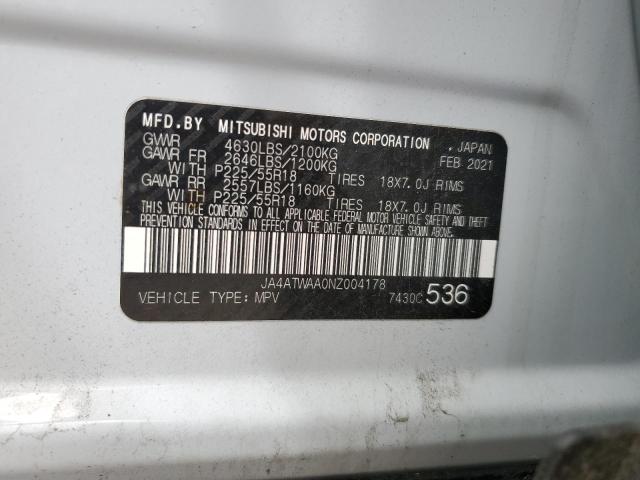 MFD.BY MITSUBISHI MOTORS CORPORATION , JAPAN
GVWR 4630LBS/2100KG FEB 2021
GAWR FR 2646LBS/1200KG
WITH P225/55R18 TIRES 18X7.0J RIMS
GAWR RR 2557LBS/1160KG
WITH P225/55R18 TIRES 18X7.0J RIMS
THIS VEHICLE CONFORMS TO ALL APPLICABLE FEDERAL MOTOR VEHICLE SAFETY AND THEFT
PREVENTION STANDARDS IN EFFECT ON THE DATE OF MANUFACTURE SHOWN ABOVE.
JA4ATWAA0NZ004178
VEHICLE TYPE: MPV 7430C 536